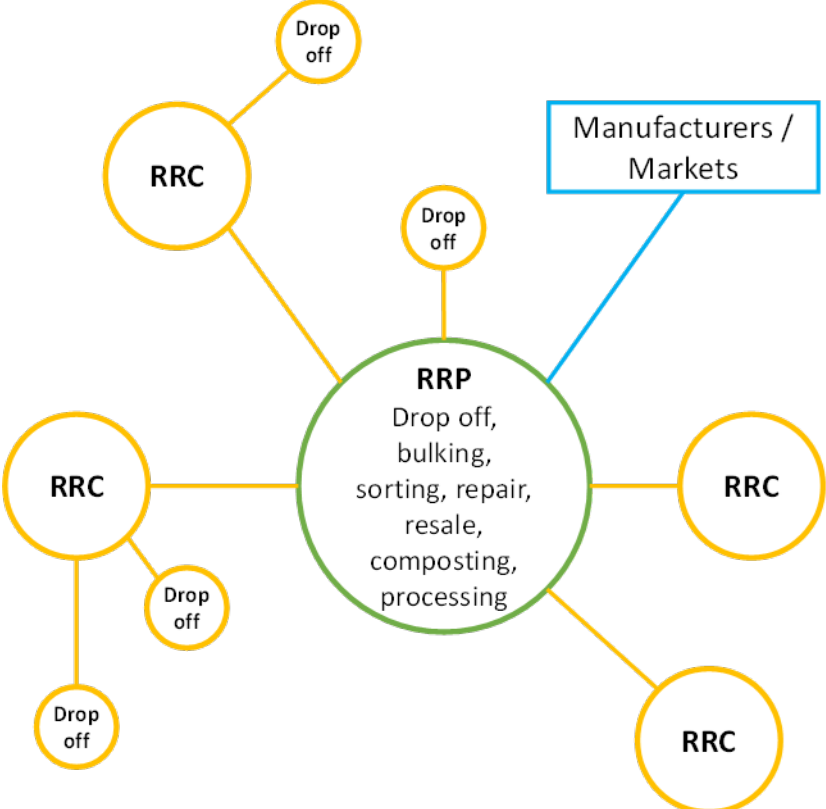 Drop
off
RRC
Manufacturers /
Markets
Drop
off
RRP
Drop off,
bulking,
sorting, repair,
resale,
composting,
processing
RRC
RRC
Drop
off
Drop
off
RRC